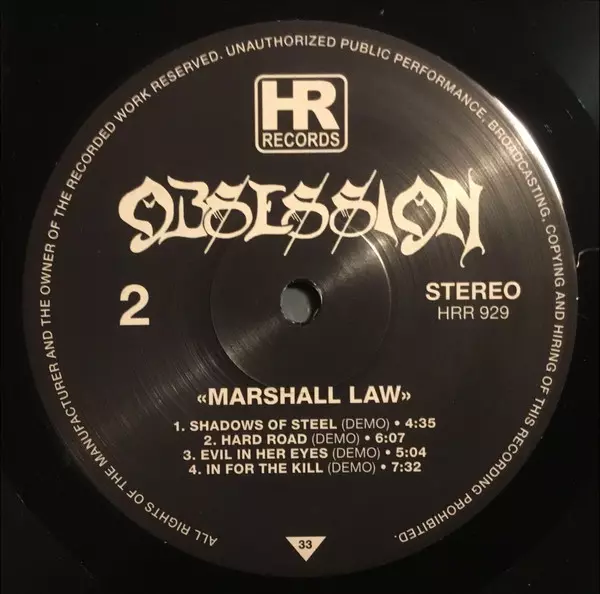 ALL RIGHTS OF THE MANUFACTURER AND THE OWNER OF THE RECORDED WORK RESERVED. UNAUTHORIZED PUBLIC PERFORMANCE, BROADCASTING, COPYING AND HIRING OF THIS RECORDING PROHIBITED.
HR
RECORDS
OBSESSION
2
STEREO
HRR 929
«MARSHALL LAW»
1. SHADOWS OF STEEL (DEMO) • 4:35
2. HARD ROAD (DEMO) • 6:07
3. EVIL IN HER EYES (DEMO) • 5:04
4. IN FOR THE KILL (DEMO) • 7:32
33